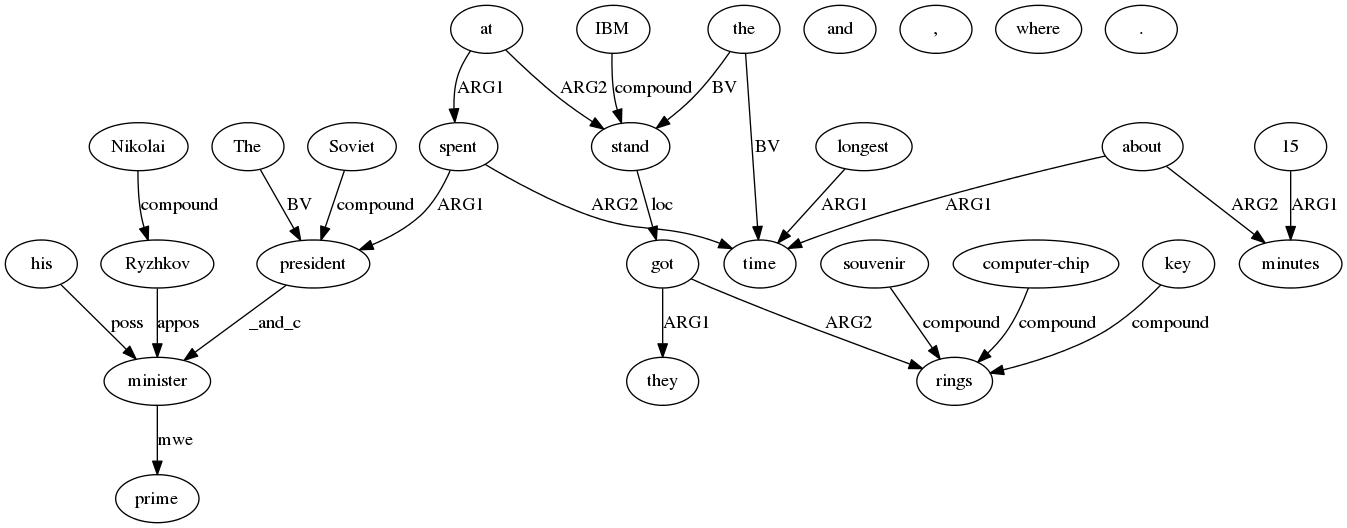 at IBM the and , where .
ARG1 ARG2 compound BV
Nikolai The Soviet spent stand BV longest about 15
compound BV compound ARG1 ARG2 loc ARG1 ARG1 ARG2 ARG1
his Ryzhkov president got time souvenir computer-chip key minutes
poss appos _and_c ARG1 ARG2 compound compound compound
minister they rings
mwe
prime